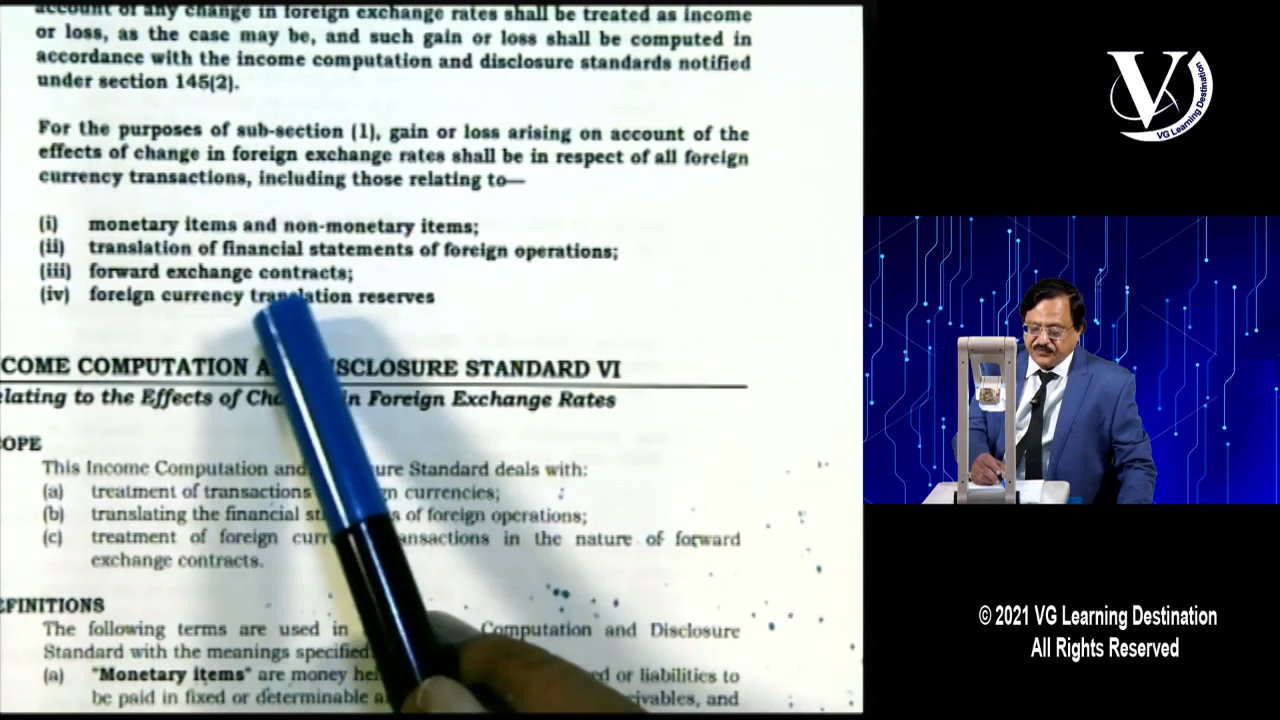 account of any change in foreign exchange rates shall be treated as income
or loss, as the case may be, and such gain or loss shall be computed in
accordance with the income computation and disclosure standards notified
under section 145(2).
For the purposes of sub-section (1), gain or loss arising on account of the
effects of change in foreign exchange rates shall be in respect of all foreign
currency transactions, including those relating to—
(i) monetary items and non-monetary items;
(ii) translation of financial statements of foreign operations;
(iii) forward exchange contracts;
(iv) foreign currency translation reserves
COME COMPUTATION A SCLOSURE STANDARD VI
lating to the Effects of Cha in Foreign Exchange Rates
OPE
This Income Computation and ure Standard deals with:
(a) treatment of transactions n currencies;
(b) translating the financial st s of foreign operations;
(c) treatment of foreign curr ansactions in the nature of forward
exchange contracts.
EFINITIONS
The following terms are used in Computation and Disclosure
Standard with the meanings specified
(a) "Monetary items" are money hel ed or liabilities to
be paid in fixed or determinable a ivables, and
V
VG Learning Destination
© 2021 VG Learning Destination
All Rights Reserved